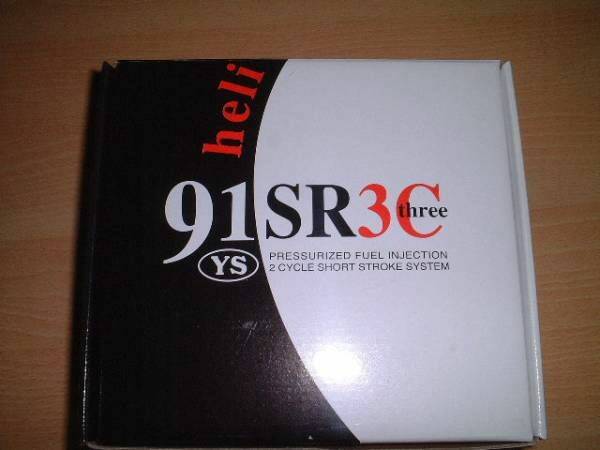 heli
91SR3C
three
YS
PRESSURIZED FUEL INJECTION
2 CYCLE SHORT STROKE SYSTEM